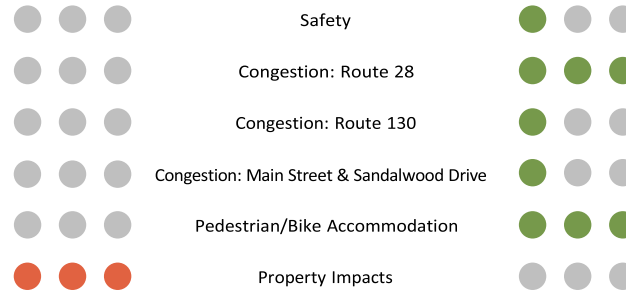 Safety
Congestion: Route 28
Congestion: Route 130
Congestion: Main Street & Sandalwood Drive
Pedestrian/Bike Accommodation
Property Impacts